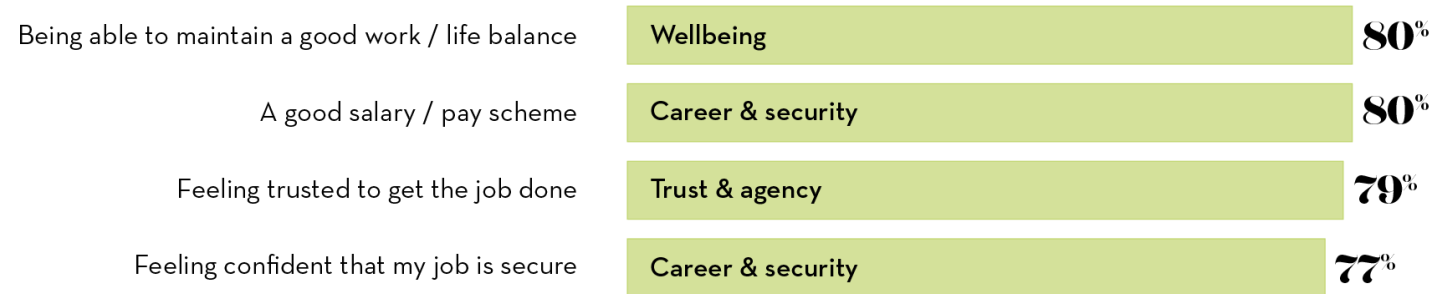 Being able to maintain a good work / life balance Wellbeing 80%
A good salary / pay scheme Career & security 80%
Feeling trusted to get the job done Trust & agency 79%
Feeling confident that my job is secure Career & security 77%